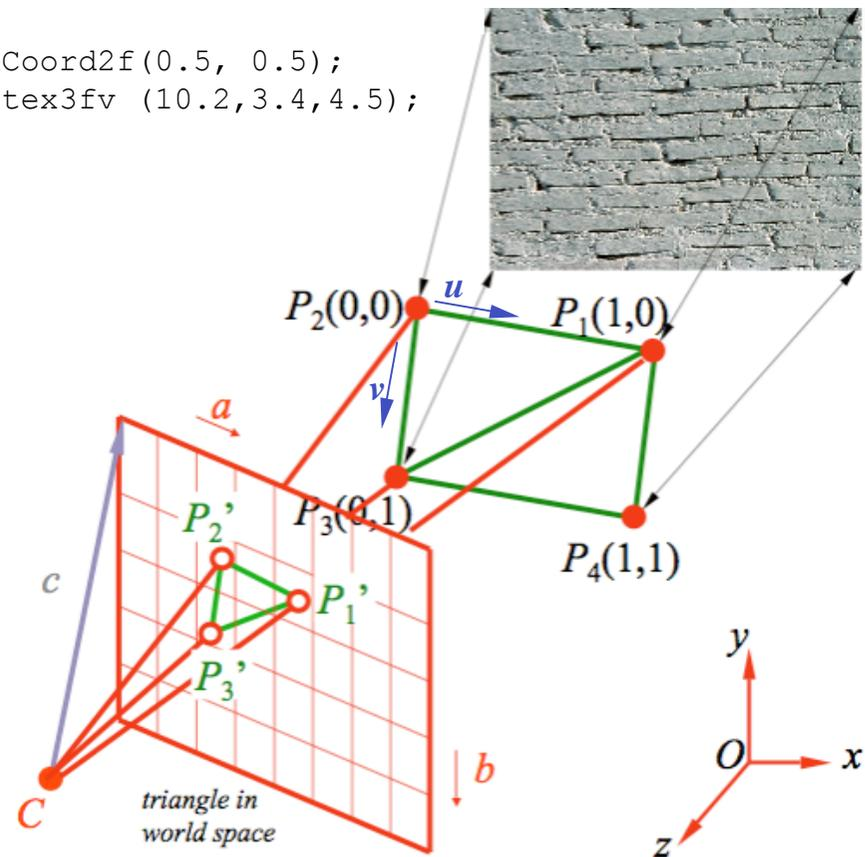 Coord2f(0.5, 0.5);
tex3fv (10.2,3.4,4.5);
P₂(0,0)
u
P₁(1,0)
v
a
P₃(0,1)
P₂’
P₄(1,1)
c
P₁’
P₃’
y
O
x
b
C
triangle in
world space
z